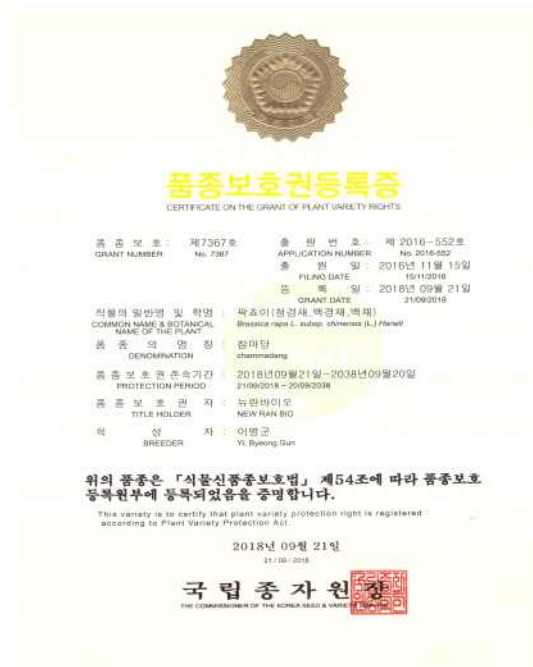 품종보호권등록증
CERTIFICATE ON THE GRANT OF PLANT VARIETY RIGHTS
품 종 보 호 : 제7367호
GRANT NUMBER No. 7367
출 원 번 호 : 제 2016-552호
APPLICATION NUMBER No. 2016-552
출 원 일 : 2016년 11월 15일
FILING DATE 15/11/2016
등 록 일 : 2018년 09월 21일
GRANT DATE 21/09/2018
작물의 일반명 및 학명 : 팍쵸이(청경채,백경채,백채)
COMMON NAME & BOTANICAL Brassica rapa L. subsp. chinensis (L.) Hanelt
NAME OF THE PLANT
품 종 의 명 칭 : 참마당
DENOMINATION chammadang
품 종 보 호 권 존속기간 : 2018년09월21일~2038년09월20일
PROTECTION PERIOD 21/09/2018 ~ 20/09/2038
품 종 보 호 권 자 : 뉴란바이오
TITLE HOLDER NEW RAN BIO
육 성 자 : 이병군
BREEDER Yi, Byeong Gun
위의 품종은 「식물신품종보호법」 제54조에 따라 품종보호
등록원부에 등록되었음을 증명합니다.
This variety is to certify that plant variety protection right is registered
according to Plant Variety Protection Act.
2018년 09월 21일
21 / 09 / 2018
국립종자원장
THE COMMISSIONER OF THE KOREA SEED & VARIETY